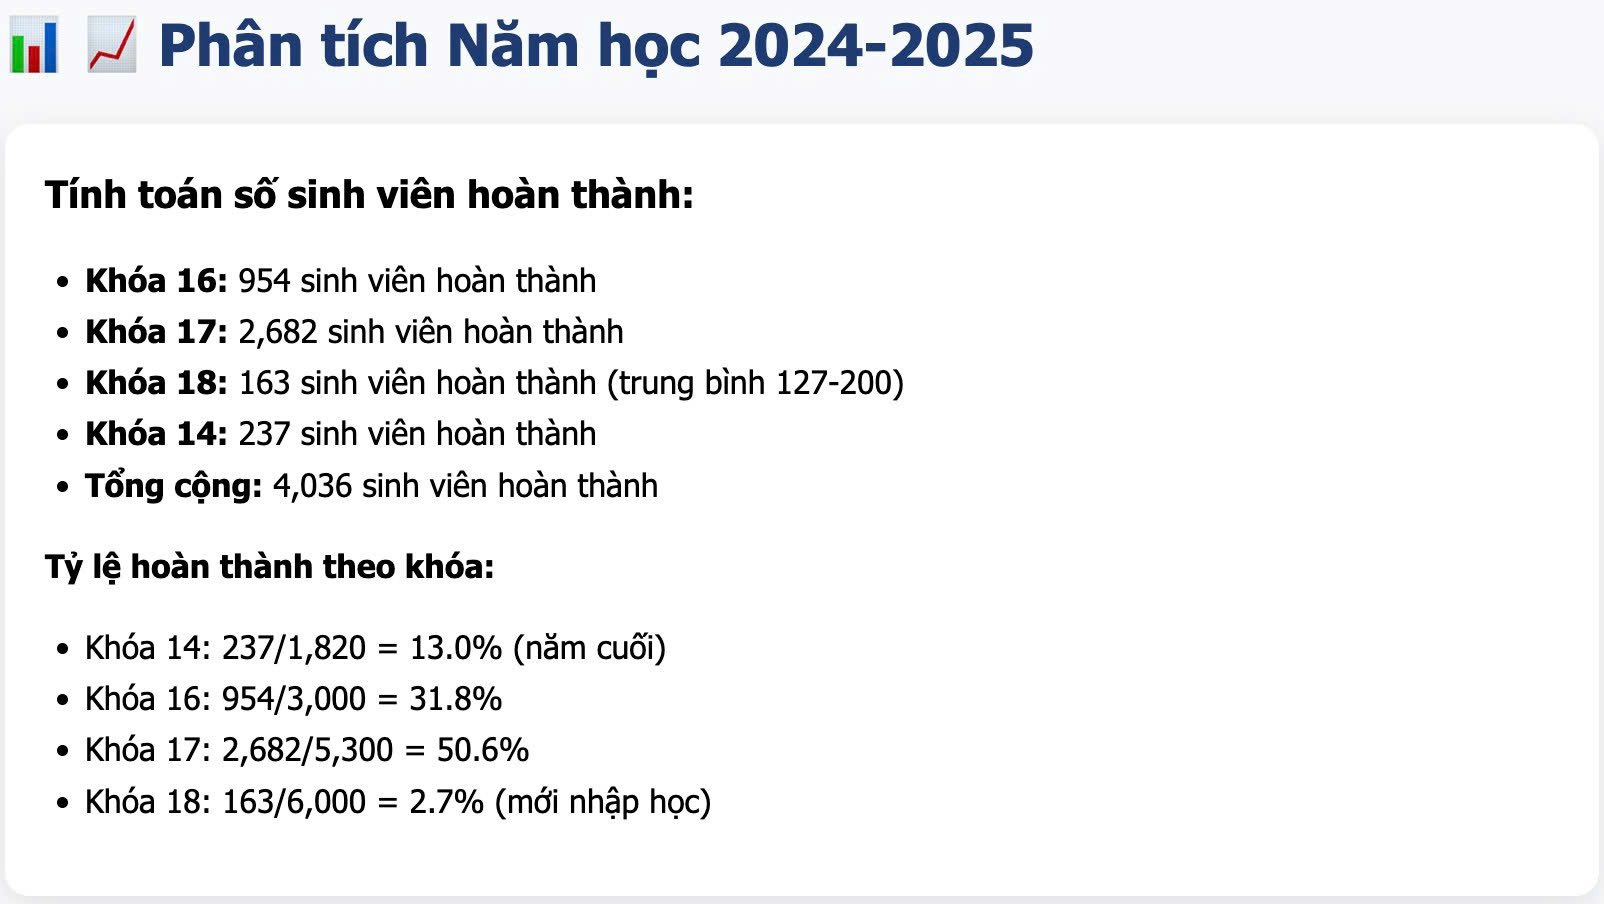 Phân tích Năm học 2024-2025
Tính toán số sinh viên hoàn thành:
• Khóa 16: 954 sinh viên hoàn thành
• Khóa 17: 2,682 sinh viên hoàn thành
• Khóa 18: 163 sinh viên hoàn thành (trung bình 127-200)
• Khóa 14: 237 sinh viên hoàn thành
• Tổng cộng: 4,036 sinh viên hoàn thành
Tỷ lệ hoàn thành theo khóa:
• Khóa 14: 237/1,820 = 13.0% (năm cuối)
• Khóa 16: 954/3,000 = 31.8%
• Khóa 17: 2,682/5,300 = 50.6%
• Khóa 18: 163/6,000 = 2.7% (mới nhập học)